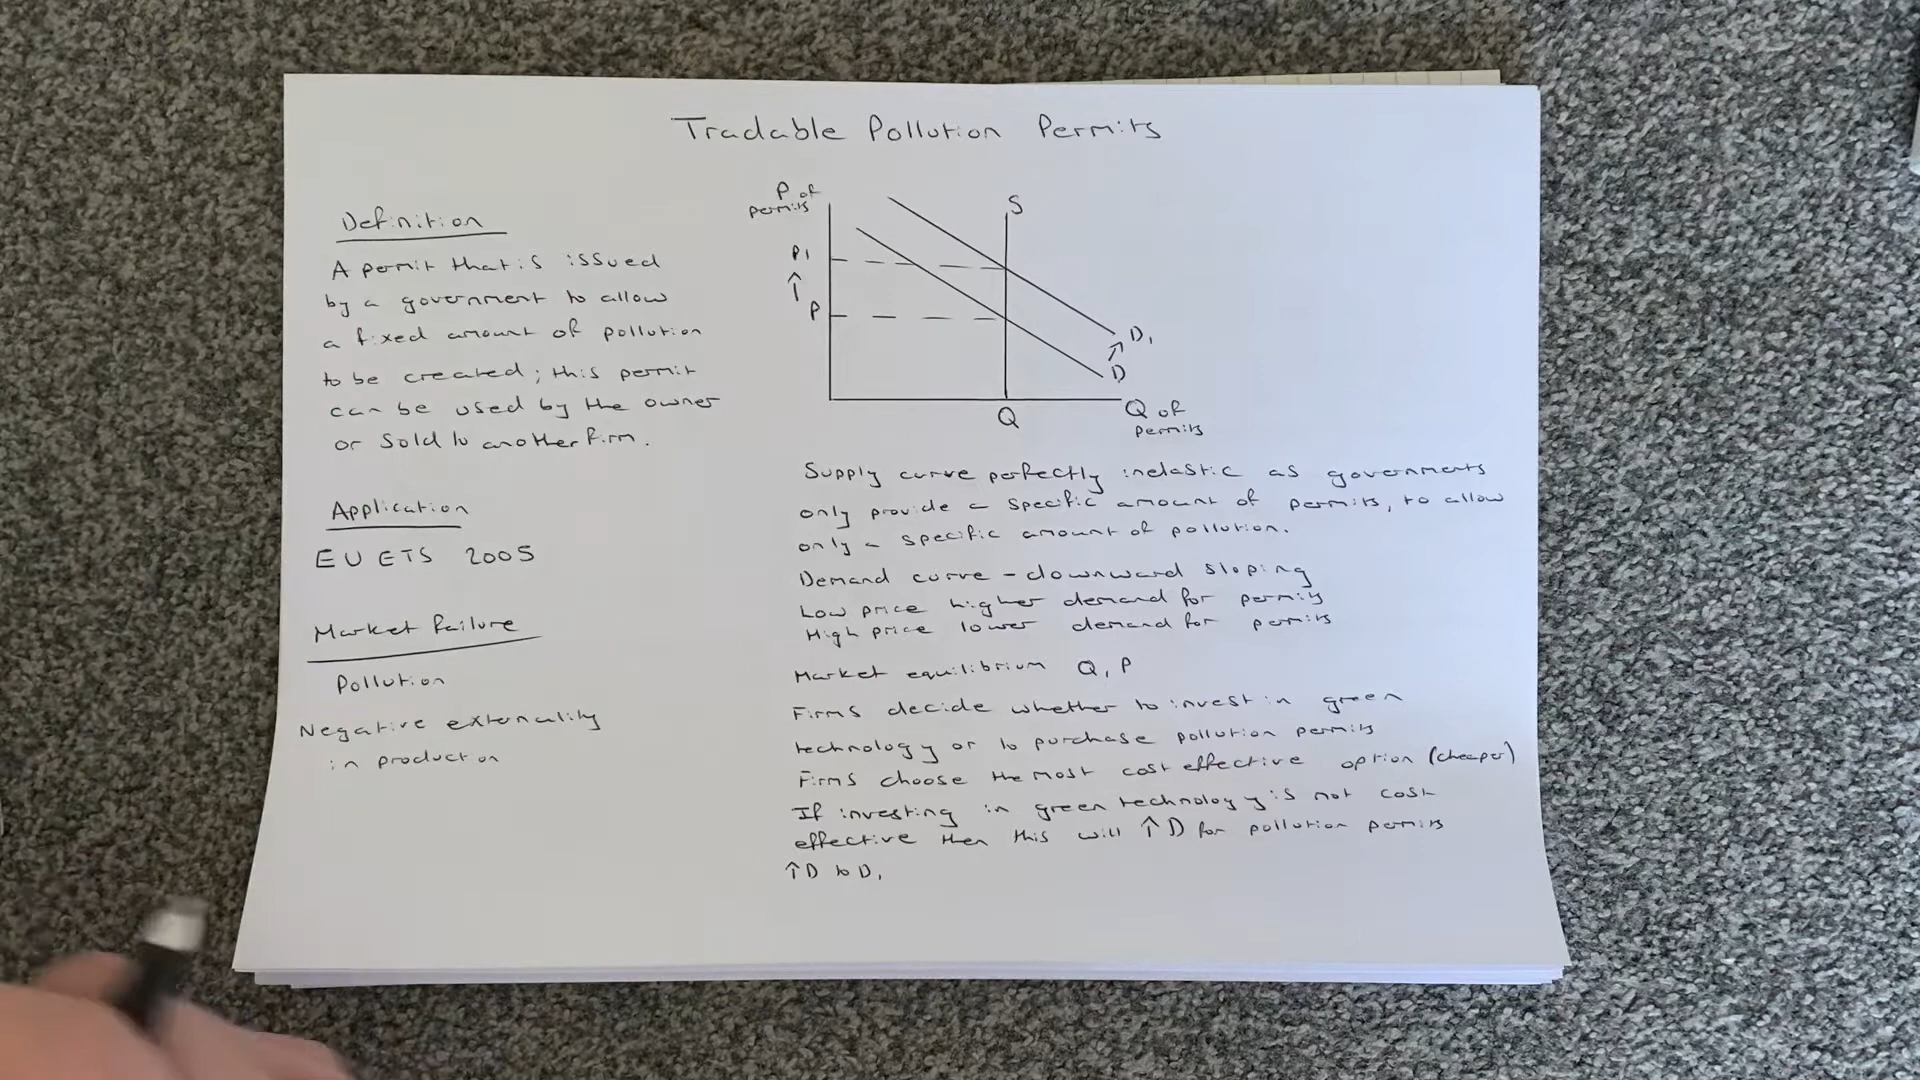 Tradable Pollution Permits
Definition
A permit that is issued
by a government to allow
a fixed amount of pollution
to be created; this permit
can be used by the owner
or sold to another firm.
Application
EU ETS 2005
Market failure
Pollution
Negative externality
in production
P of
permits
P1
↑
P
S
D1
↑
D
Q
Q of
permits
Supply curve perfectly inelastic as governments
only provide a specific amount of permits, to allow
only a specific amount of pollution.
Demand curve - downward sloping
Low price higher demand for permits
High price lower demand for permits
Market equilibrium Q, P
Firms decide whether to invest in green
technology or to purchase pollution permits
Firms choose the most cost effective option (cheaper)
If investing in green technology is not cost
effective then this will ↑ D for pollution permits
↑ D to D1